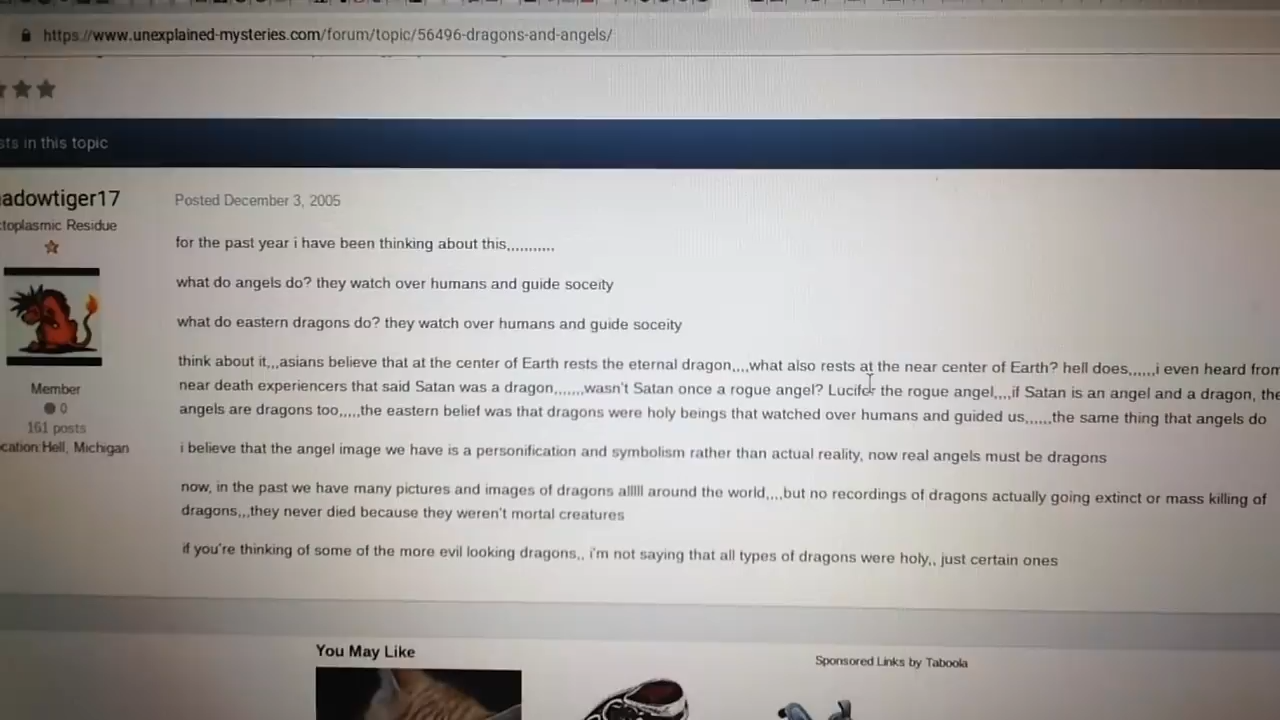 https://www.unexplained-mysteries.com/forum/topic/56496-dragons-and-angels/
sts in this topic
adowtiger17
toplasmic Residue
Member
0
161 posts
cation:Hell, Michigan
Posted December 3, 2005
for the past year i have been thinking about this,,,,,,,,,,,
what do angels do? they watch over humans and guide soceity
what do eastern dragons do? they watch over humans and guide soceity
think about it,,,asians believe that at the center of Earth rests the eternal dragon,,,,what also rests at the near center of Earth? hell does,,,,,,i even heard from
near death experiencers that said Satan was a dragon,,,,,,,wasn't Satan once a rogue angel? Lucifer the rogue angel,,,,if Satan is an angel and a dragon, the
angels are dragons too,,,,,the eastern belief was that dragons were holy beings that watched over humans and guided us,,,,,,the same thing that angels do
i believe that the angel image we have is a personification and symbolism rather than actual reality, now real angels must be dragons
now, in the past we have many pictures and images of dragons alllll around the world,,,,but no recordings of dragons actually going extinct or mass killing of
dragons,,,they never died because they weren't mortal creatures
if you're thinking of some of the more evil looking dragons,, i'm not saying that all types of dragons were holy,, just certain ones
You May Like
Sponsored Links by Taboola